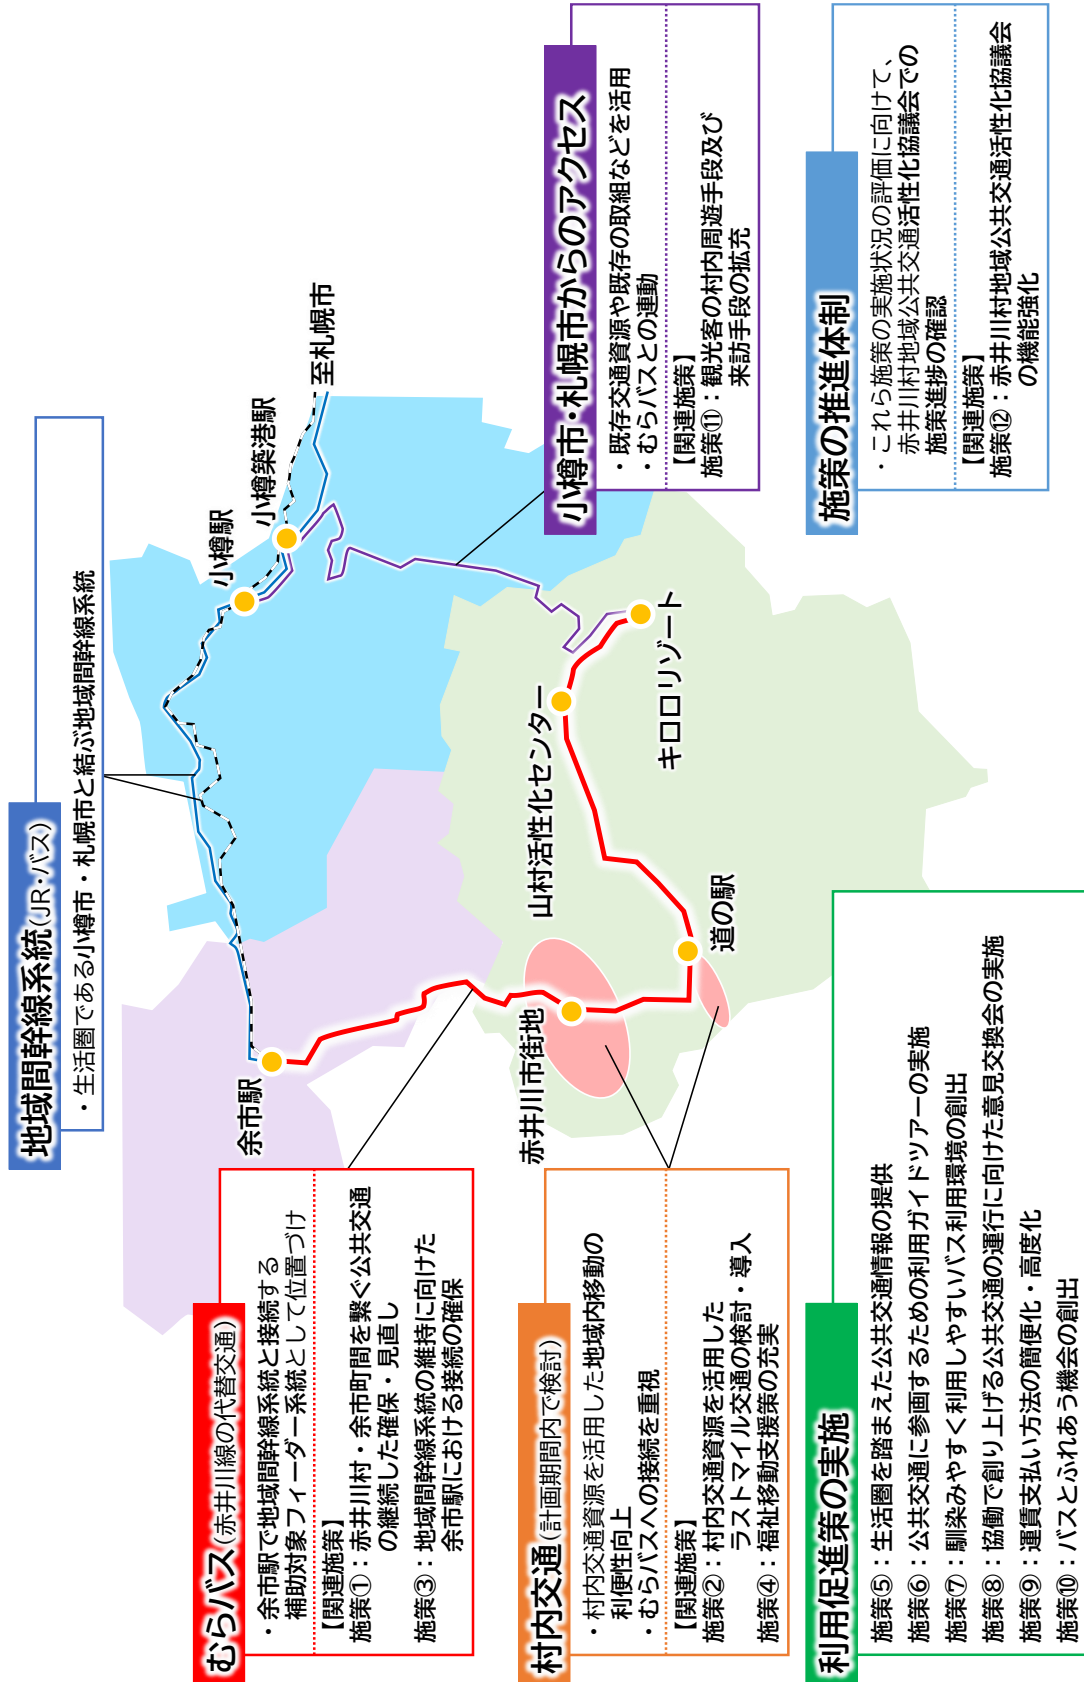 地域間幹線系統(JR・バス)
・生活圏である小樽市・札幌市と結ぶ地域間幹線系統
むらバス(赤井川線の代替交通)
・余市駅で地域間幹線系統と接続する
補助対象フィーダー系統として位置づけ
【関連施策】
施策①：赤井川村・余市町間を繋ぐ公共交通
の継続した確保・見直し
施策③：地域間幹線系統の維持に向けた
余市駅における接続の確保
村内交通(計画期間内で検討)
・村内交通資源を活用した地域内移動の
利便性向上
・むらバスへの接続を重視
【関連施策】
施策②：村内交通資源を活用した
ラストマイル交通の検討・導入
施策④：福祉移動支援策の充実
利用促進策の実施
施策⑤：生活圏を踏まえた公共交通情報の提供
施策⑥：公共交通に参画するための利用ガイドツアーの実施
施策⑦：馴染みやすく利用しやすいバス利用環境の創出
施策⑧：協働で創り上げる公共交通の運行に向けた意見交換会の実施
施策⑨：運賃支払い方法の簡便化・高度化
施策⑩：バスとふれあう機会の創出
余市駅
小樽駅
小樽築港駅
至札幌市
赤井川市街地
山村活性化センター
道の駅
キロロリゾート
小樽市・札幌市からのアクセス
・既存交通資源や既存の取組などを活用
・むらバスとの連動
【関連施策】
施策⑪：観光客の村内周遊手段及び
来訪手段の拡充
施策の推進体制
・これら施策の実施状況の評価に向けて、
赤井川村地域公共交通活性化協議会での
施策進捗の確認
【関連施策】
施策⑫：赤井川村地域公共交通活性化協議会
の機能強化